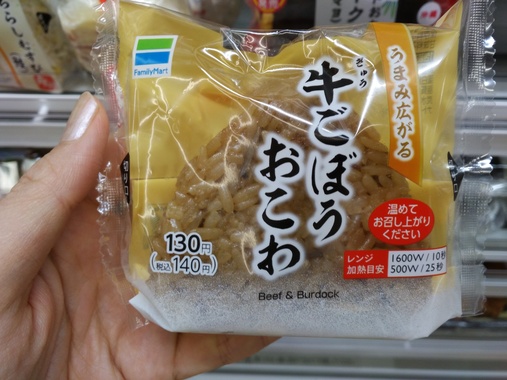 FamilyMart
うまみ広がる
ぎゅう
牛ごぼう
おこわ
温めて
お召し上がり
ください
130円
(税込140円)
レンジ
加熱目安
1600W / 10秒
500W / 25秒
Beef & Burdock